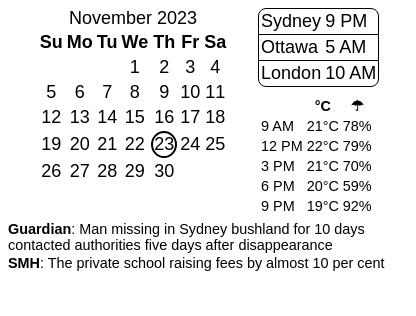 November 2023
Su Mo Tu We Th Fr Sa
1 2 3 4
5 6 7 8 9 10 11
12 13 14 15 16 17 18
19 20 21 22 23 24 25
26 27 28 29 30
Sydney 9 PM
Ottawa 5 AM
London 10 AM
°C ☂
9 AM 21°C 78%
12 PM 22°C 79%
3 PM 21°C 70%
6 PM 20°C 59%
9 PM 19°C 92%
Guardian: Man missing in Sydney bushland for 10 days
contacted authorities five days after disappearance
SMH: The private school raising fees by almost 10 per cent